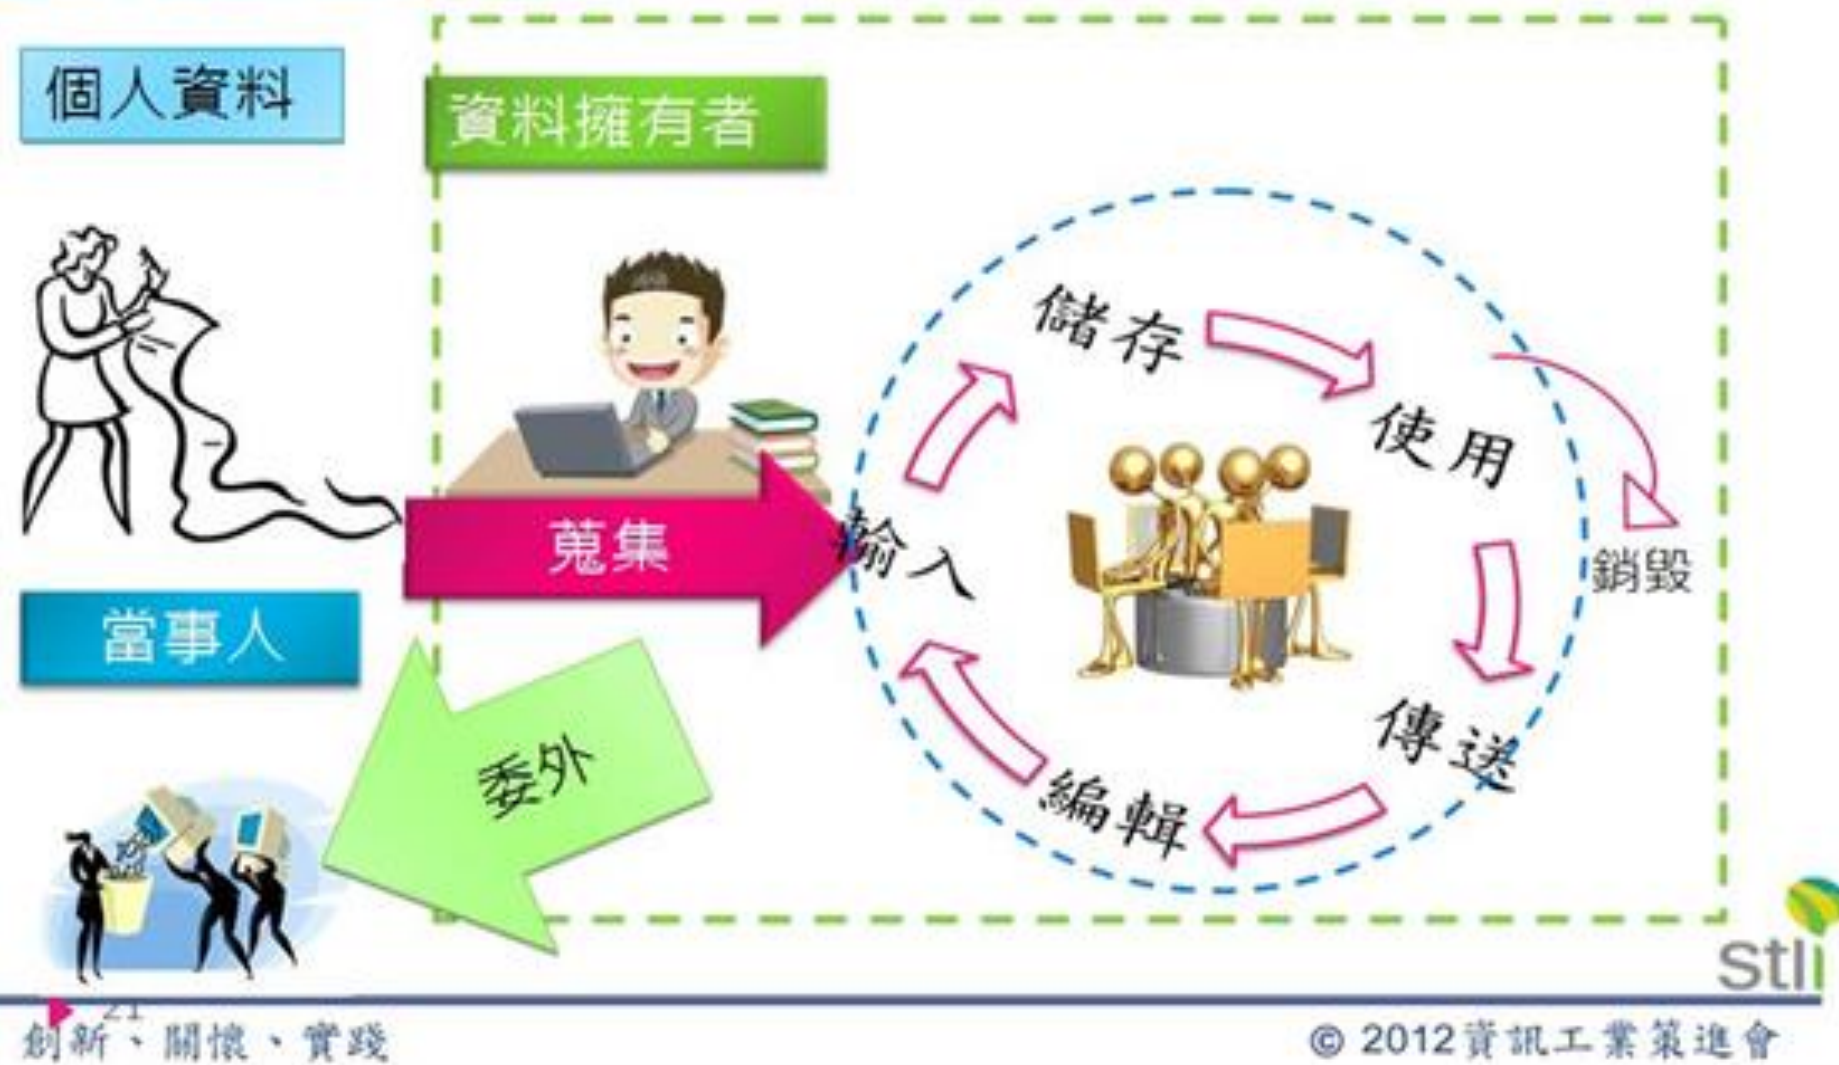 個人資料
資料擁有者
儲存
使用
蒐集
輸入
銷毀
當事人
傳送
委外
編輯
stli
21
創新、關懷、實踐
© 2012資訊工業策進會